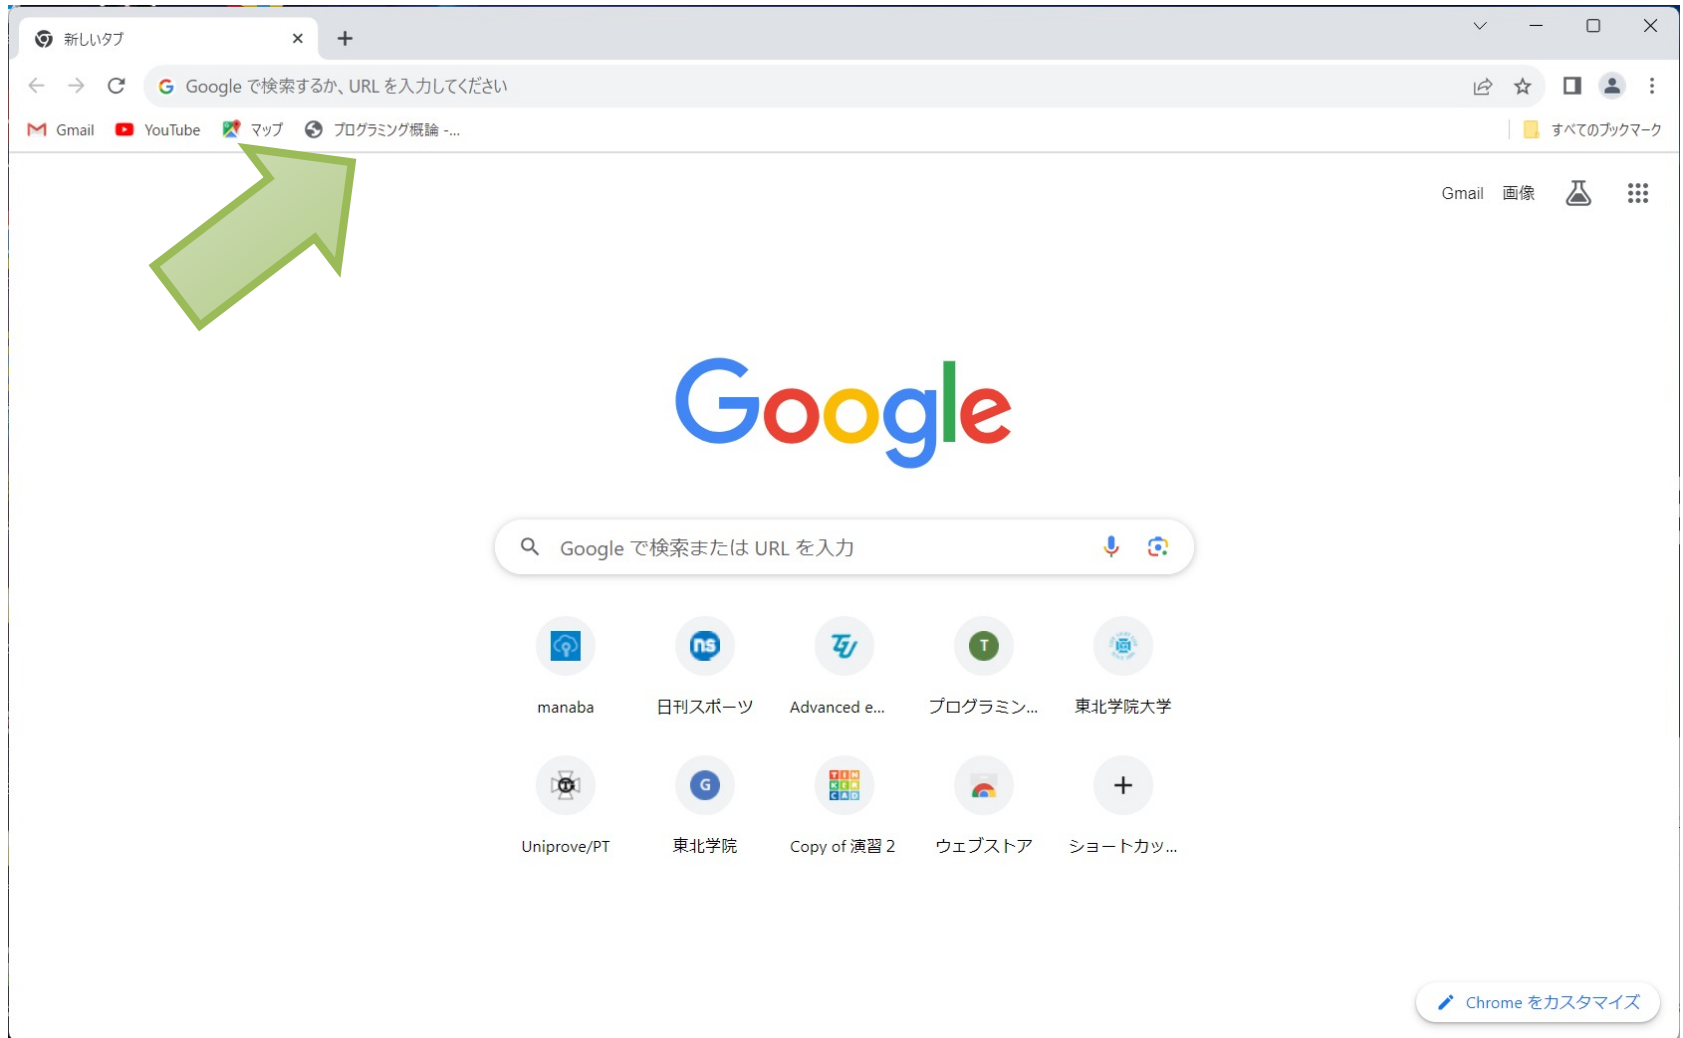 新しいタブ
Google で検索するか、URL を入力してください
Gmail YouTube マップ プログラミング概論 -... すべてのブックマーク
Gmail 画像
Google
Google で検索または URL を入力
manaba 日刊スポーツ Advanced e... プログラミン... 東北学院大学
Uniprove/PT 東北学院 Copy of 演習 2 ウェブストア ショートカッ...
Chrome をカスタマイズ